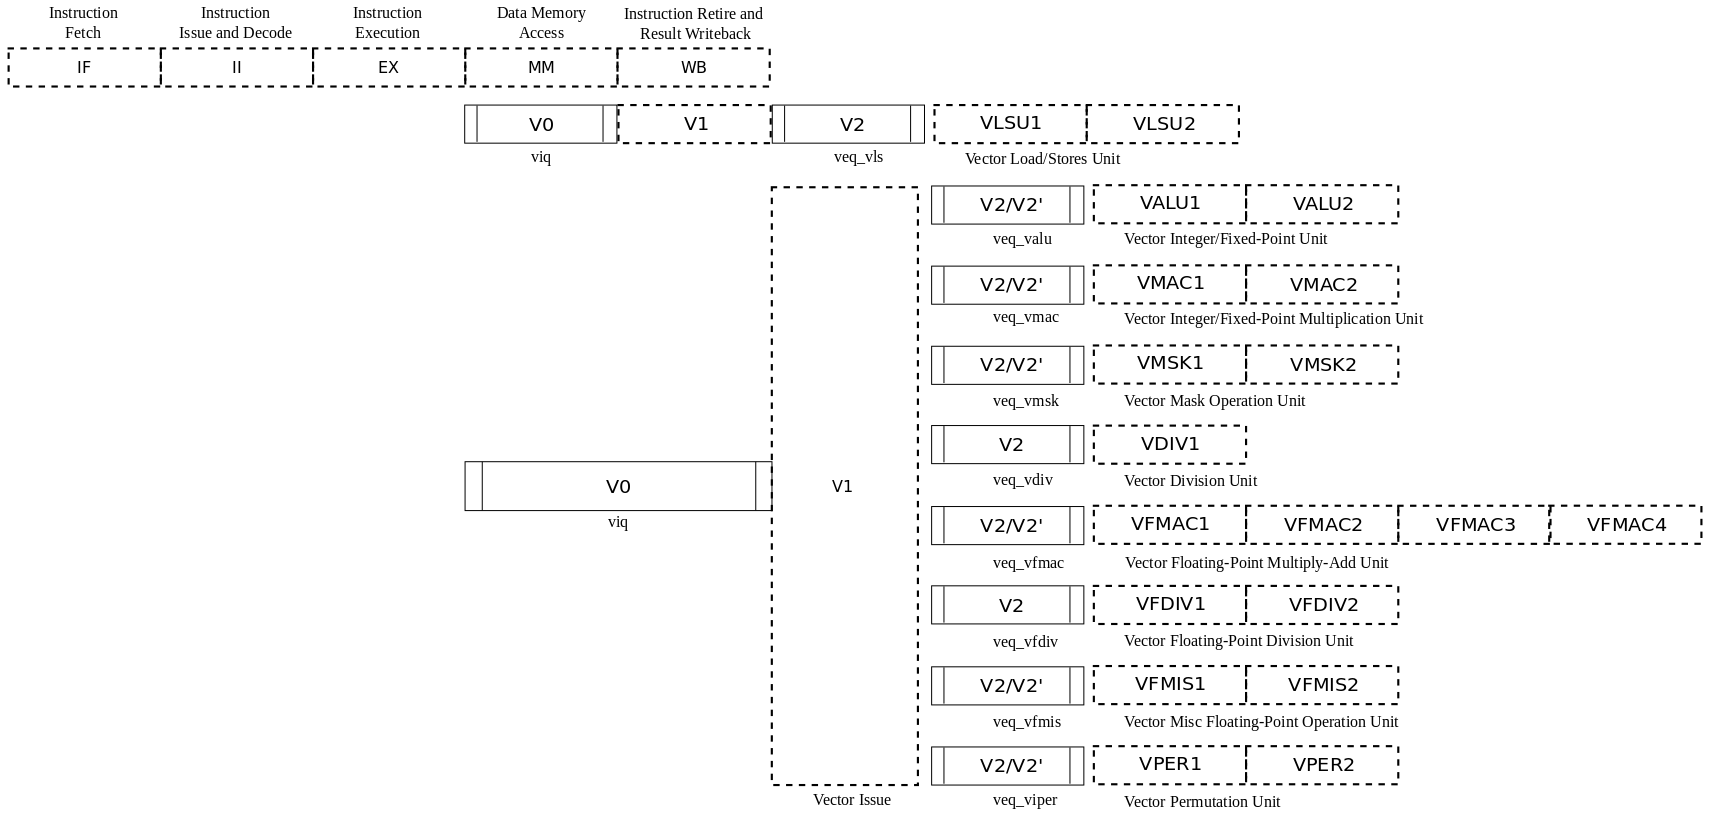 Instruction
Fetch
Instruction
Issue and Decode
Instruction
Execution
Data Memory
Access
Instruction Retire and
Result Writeback
IF
II
EX
MM
WB
V0
V1
V2
VLSU1
VLSU2
viq
veq_vls
Vector Load/Stores Unit
V2/V2'
VALU1
VALU2
veq_valu
Vector Integer/Fixed-Point Unit
V2/V2'
VMAC1
VMAC2
veq_vmac
Vector Integer/Fixed-Point Multiplication Unit
V2/V2'
VMSK1
VMSK2
veq_vmsk
Vector Mask Operation Unit
V2
VDIV1
veq_vdiv
Vector Division Unit
V0
viq
V1
V2/V2'
VFMAC1
VFMAC2
VFMAC3
VFMAC4
veq_vfmac
Vector Floating-Point Multiply-Add Unit
V2
VFDIV1
VFDIV2
veq_vfdiv
Vector Floating-Point Division Unit
V2/V2'
VFMIS1
VFMIS2
veq_vfmis
Vector Misc Floating-Point Operation Unit
V2/V2'
VPER1
VPER2
Vector Issue
veq_viper
Vector Permutation Unit